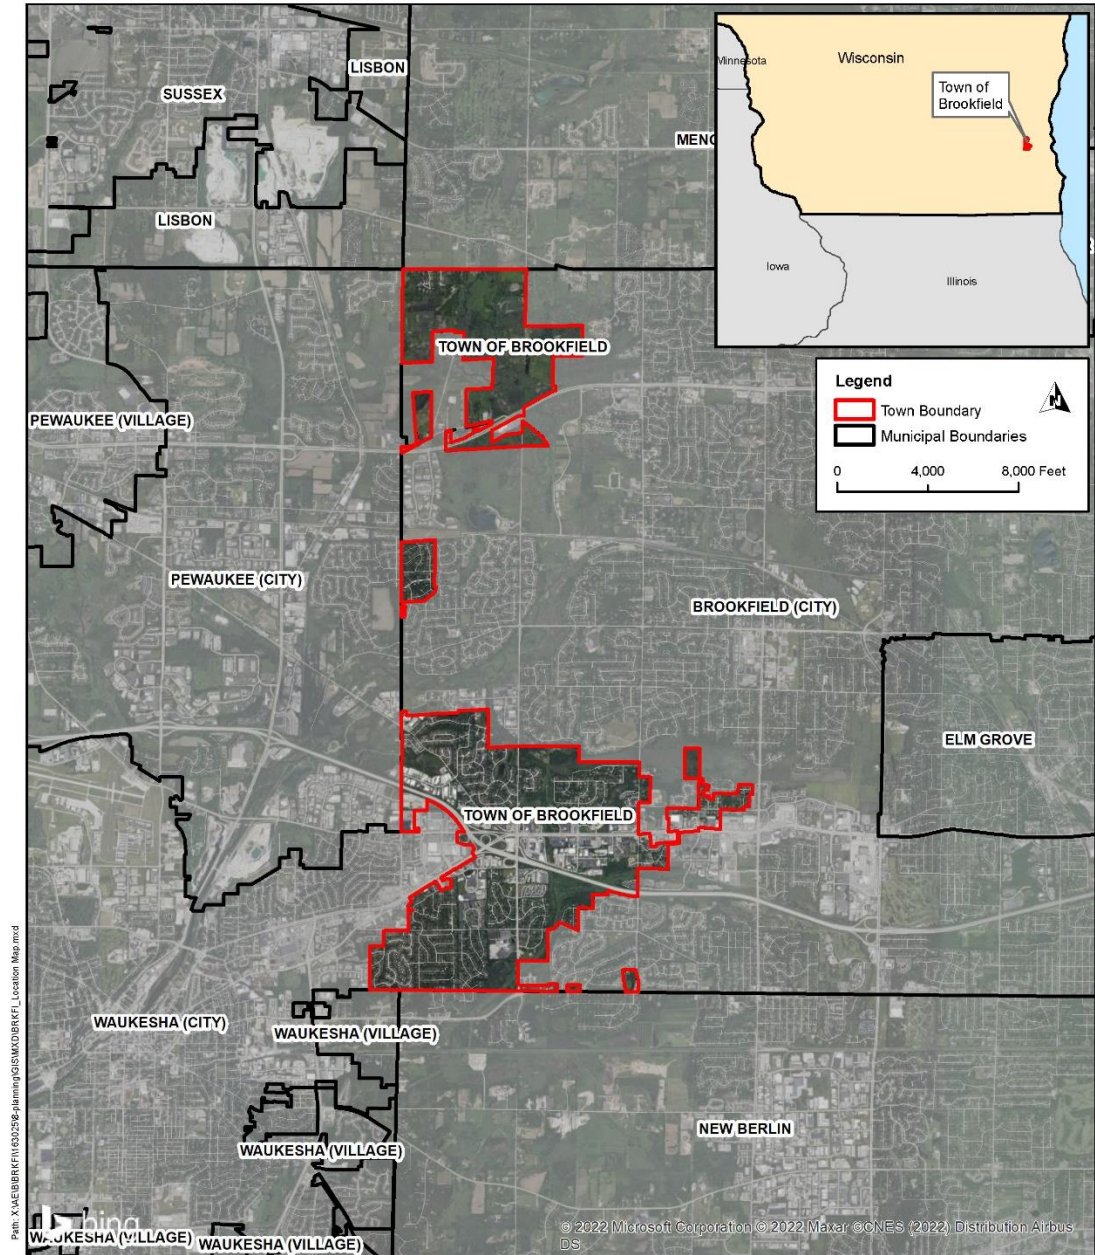 LISBON
SUSSEX
LISBON
Minnesota
Wisconsin
Town of
Brookfield
Iowa
Illinois
TOWN OF BROOKFIELD
Legend
Town Boundary
Municipal Boundaries
N
0 4,000 8,000 Feet
PEWAUKEE (VILLAGE)
PEWAUKEE (CITY)
BROOKFIELD (CITY)
ELM GROVE
TOWN OF BROOKFIELD
WAUKESHA (CITY)
WAUKESHA (VILLAGE)
NEW BERLIN
WAUKESHA (VILLAGE)
bing
WAUKESHA (VILLAGE)
WAUKESHA (VILLAGE)
© 2022 Microsoft Corporation © 2022 Maxar ©CNES (2022) Distribution Airbus
DS